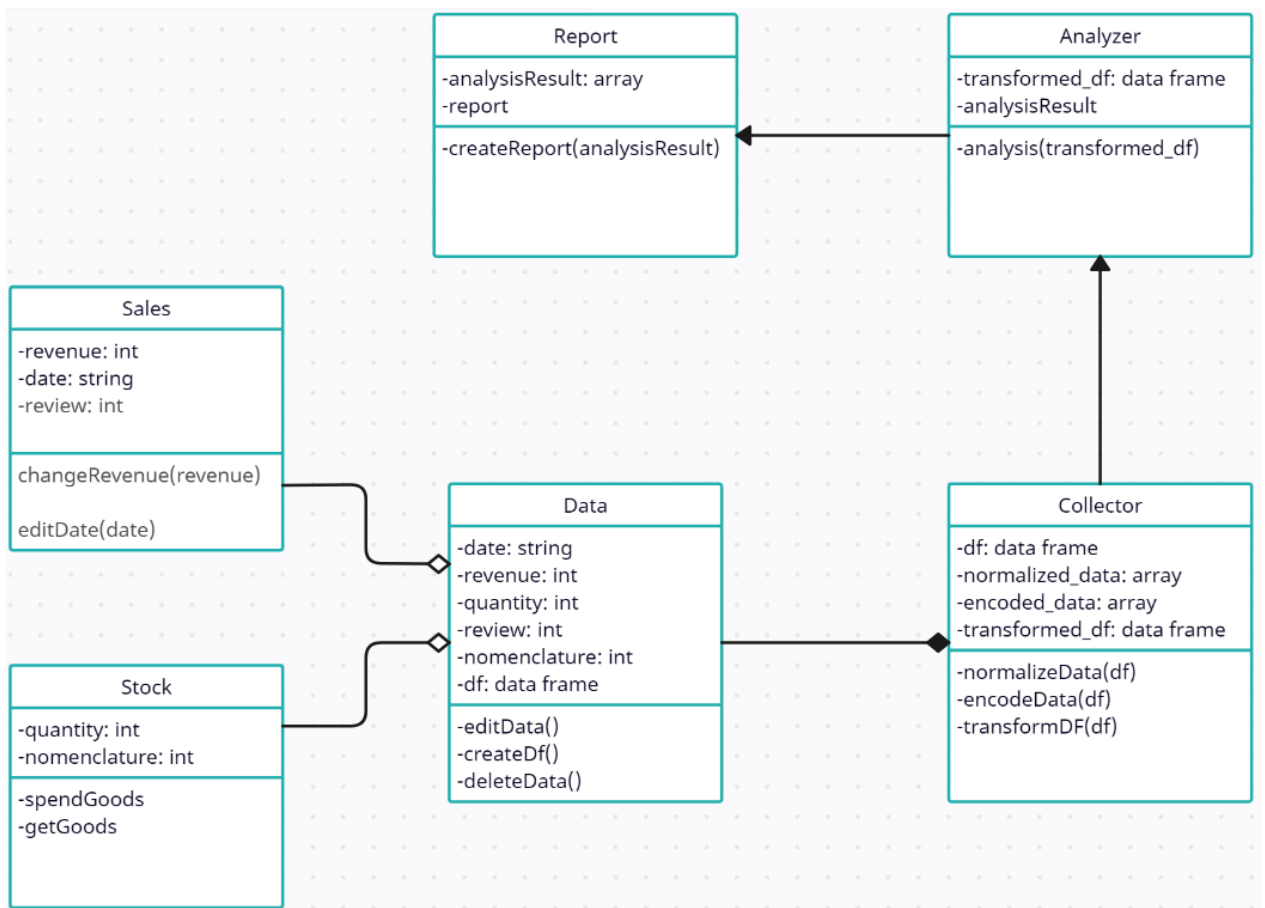 Report
-analysisResult: array
-report
-createReport(analysisResult)
Analyzer
-transformed_df: data frame
-analysisResult
-analysis(transformed_df)
Sales
-revenue: int
-date: string
-review: int
changeRevenue(revenue)
editDate(date)
Data
-date: string
-revenue: int
-quantity: int
-review: int
-nomenclature: int
-df: data frame
-editData()
-createDf()
-deleteData()
Collector
-df: data frame
-normalized_data: array
-encoded_data: array
-transformed_df: data frame
-normalizeData(df)
-encodeData(df)
-transformDF(df)
Stock
-quantity: int
-nomenclature: int
-spendGoods
-getGoods